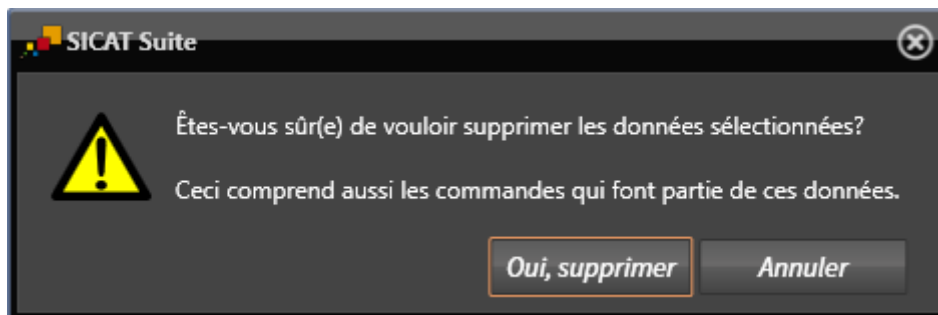 SICAT Suite
Êtes-vous sûr(e) de vouloir supprimer les données sélectionnées?
Ceci comprend aussi les commandes qui font partie de ces données.
Oui, supprimer
Annuler